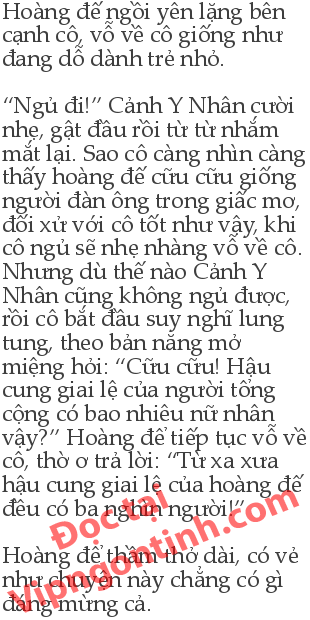 Hoàng đế ngồi yên lặng bên
cạnh cô, vỗ về cô giống như
đang dỗ dành trẻ nhỏ.
“Ngủ đi!” Cảnh Y Nhân cười
nhẹ, gật đầu rồi từ từ nhắm
mắt lại. Sao cô càng nhìn càng
thấy hoàng đế cữu cữu giống
người đàn ông trong giấc mơ,
đối xử với cô tốt như vậy, khi
cô ngủ sẽ nhẹ nhàng vỗ về cô.
Nhưng dù thế nào Cảnh Y
Nhân cũng không ngủ được,
rồi cô bắt đầu suy nghĩ lung
tung, theo bản năng mở
miệng hỏi: “Cữu cữu! Hậu
cung giai lệ của người tổng
cộng có bao nhiêu nữ nhân
vậy?” Hoàng đế tiếp tục vỗ về
cô, thờ ơ trả lời: “Từ xa xưa
hậu cung giai lệ của hoàng đế
đều có ba nghìn người!”
Hoàng đế thầm thở dài, có vẻ
như chuyện này chẳng có gì
đáng mừng cả.
Đọc tại
Vipngontinh.com